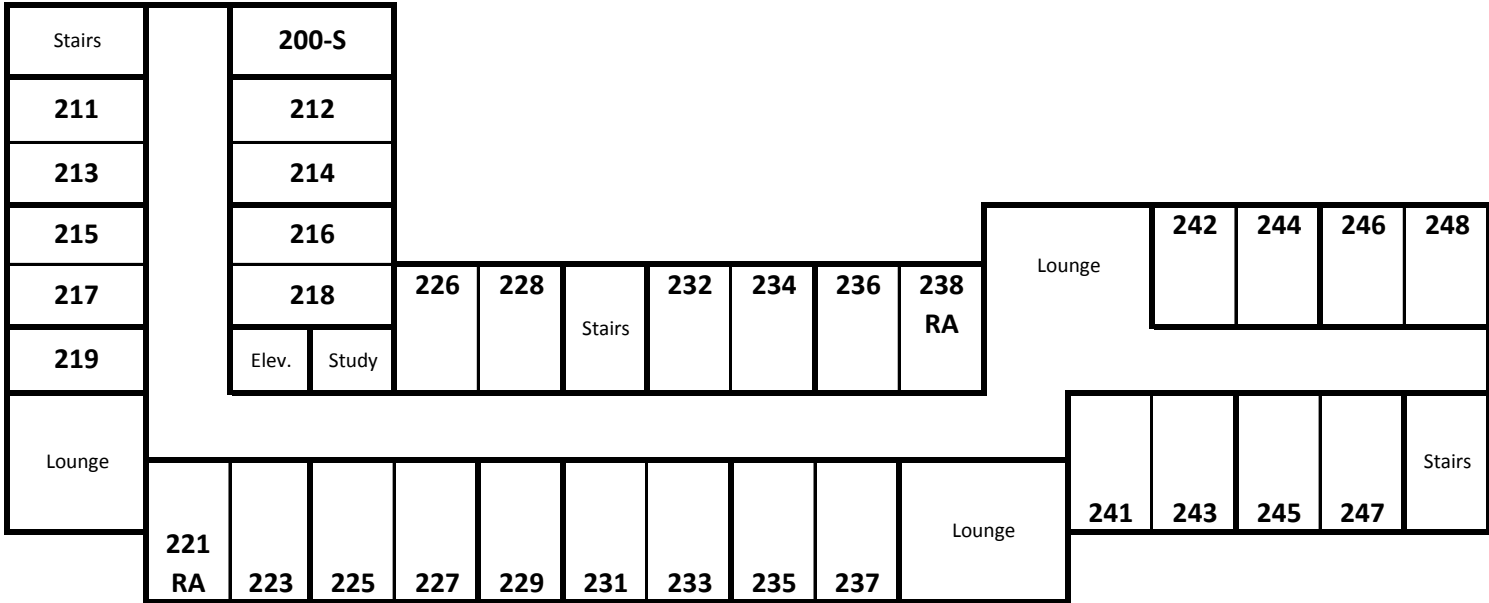 Stairs 200-S
211 212
213 214
215 216 242 244 246 248
Lounge
217 218 226 228 232 234 236 238
RA
Stairs
219 Elev. Study
Lounge Stairs
241 243 245 247
Lounge
221
RA 223 225 227 229 231 233 235 237